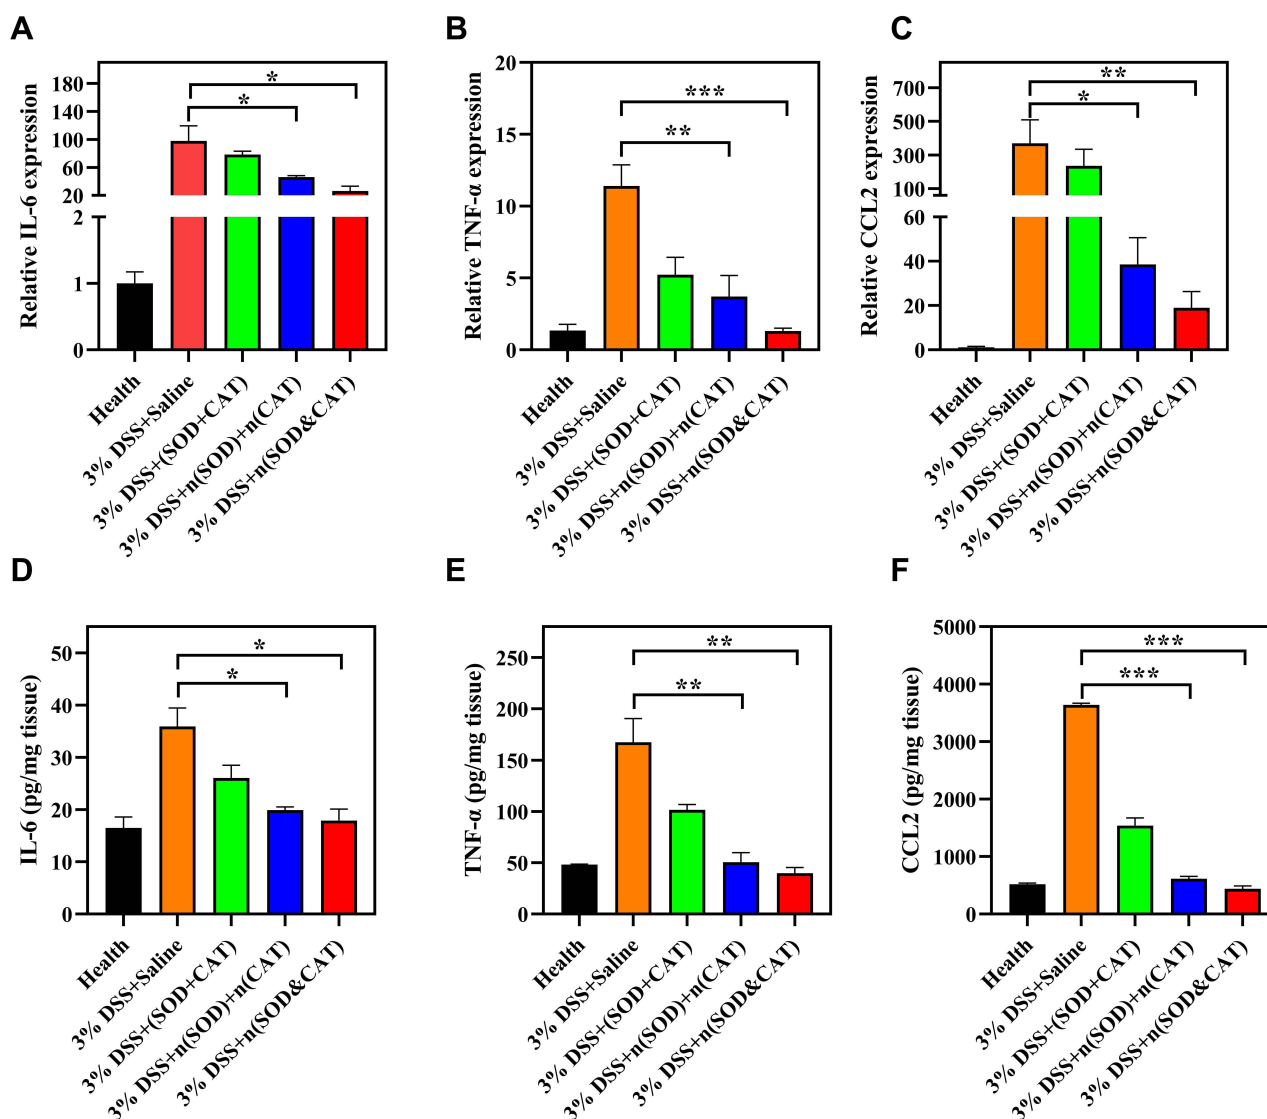 A
Relative IL-6 expression
180
140
100
60
20
2
1
0
*
*
Health
3% DSS+Saline
3% DSS+(SOD+CAT)
3% DSS+n(SOD)+n(CAT)
3% DSS+n(SOD&CAT)
B
Relative TNF-α expression
20
15
10
5
0
***
**
Health
3% DSS+Saline
3% DSS+(SOD+CAT)
3% DSS+n(SOD)+n(CAT)
3% DSS+n(SOD&CAT)
C
Relative CCL2 expression
700
500
300
100
60
40
20
0
**
*
Health
3% DSS+Saline
3% DSS+(SOD+CAT)
3% DSS+n(SOD)+n(CAT)
3% DSS+n(SOD&CAT)
D
IL-6 (pg/mg tissue)
50
40
30
20
10
0
*
*
Health
3% DSS+Saline
3% DSS+(SOD+CAT)
3% DSS+n(SOD)+n(CAT)
3% DSS+n(SOD&CAT)
E
TNF-α (pg/mg tissue)
250
200
150
100
50
0
**
**
Health
3% DSS+Saline
3% DSS+(SOD+CAT)
3% DSS+n(SOD)+n(CAT)
3% DSS+n(SOD&CAT)
F
CCL2 (pg/mg tissue)
5000
4000
3000
2000
1000
0
***
***
Health
3% DSS+Saline
3% DSS+(SOD+CAT)
3% DSS+n(SOD)+n(CAT)
3% DSS+n(SOD&CAT)